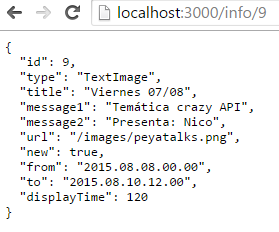 localhost:3000/info/9
{
"id": 9,
"type": "TextImage",
"title": "Viernes 07/08",
"message1": "Temática crazy API",
"message2": "Presenta: Nico",
"url": "/images/peyatalks.png",
"new": true,
"from": "2015.08.08.00.00",
"to": "2015.08.10.12.00",
"displayTime": 120
}